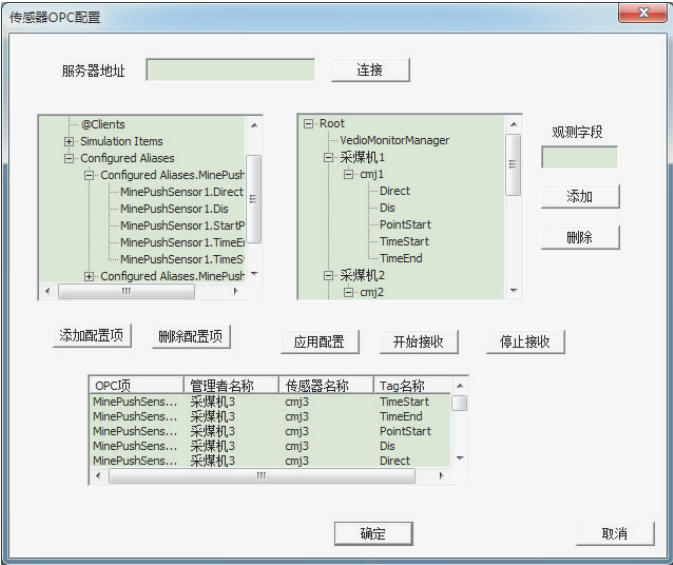 传感器OPC配置
服务器地址
连接
@Clients
Simulation Items
Configured Aliases
Configured Aliases.MinePush
MinePushSensor1.Direct
MinePushSensor1.Dis
MinePushSensor1.StartP
MinePushSensor1.TimeE
MinePushSensor1.TimeS
Configured Aliases.MinePush
Root
VedioMonitorManager
采煤机1
cmj1
Direct
Dis
PointStart
TimeStart
TimeEnd
采煤机2
cmj2
观测字段
添加
删除
添加配置项 删除配置项 应用配置 开始接收 停止接收
OPC项 管理者名称 传感器名称 Tag名称
MinePushSens... 采煤机3 cmj3 TimeStart
MinePushSens... 采煤机3 cmj3 TimeEnd
MinePushSens... 采煤机3 cmj3 PointStart
MinePushSens... 采煤机3 cmj3 Dis
MinePushSens... 采煤机3 cmj3 Direct
确定 取消